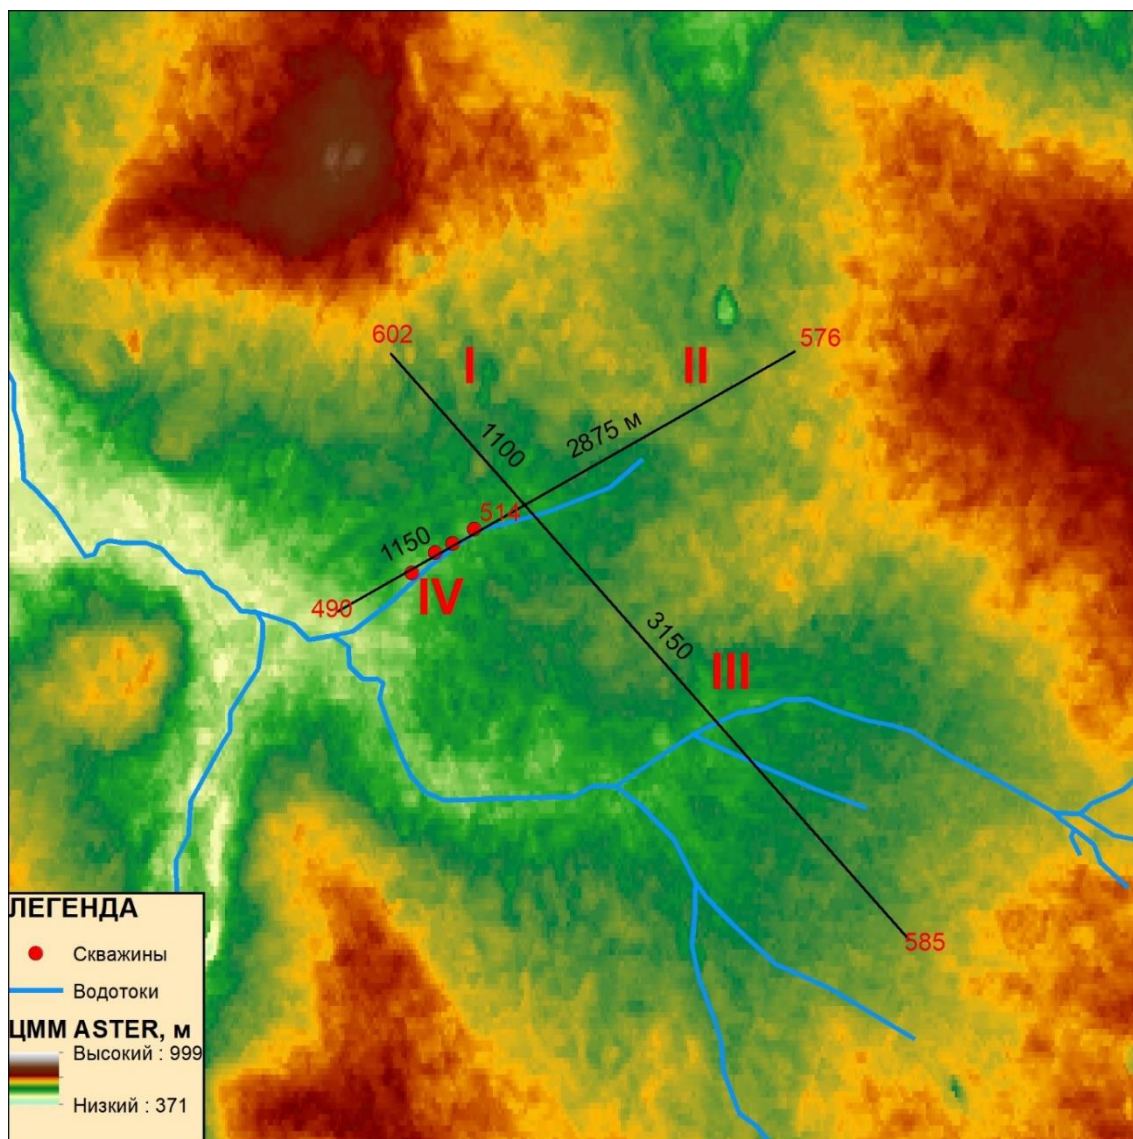 602
I
II
576
1100
2875 м
514
1150
490
IV
3150
III
585
ЛЕГЕНДА
Скважины
Водотоки
ЦММ ASTER, м
Высокий : 999
Низкий : 371